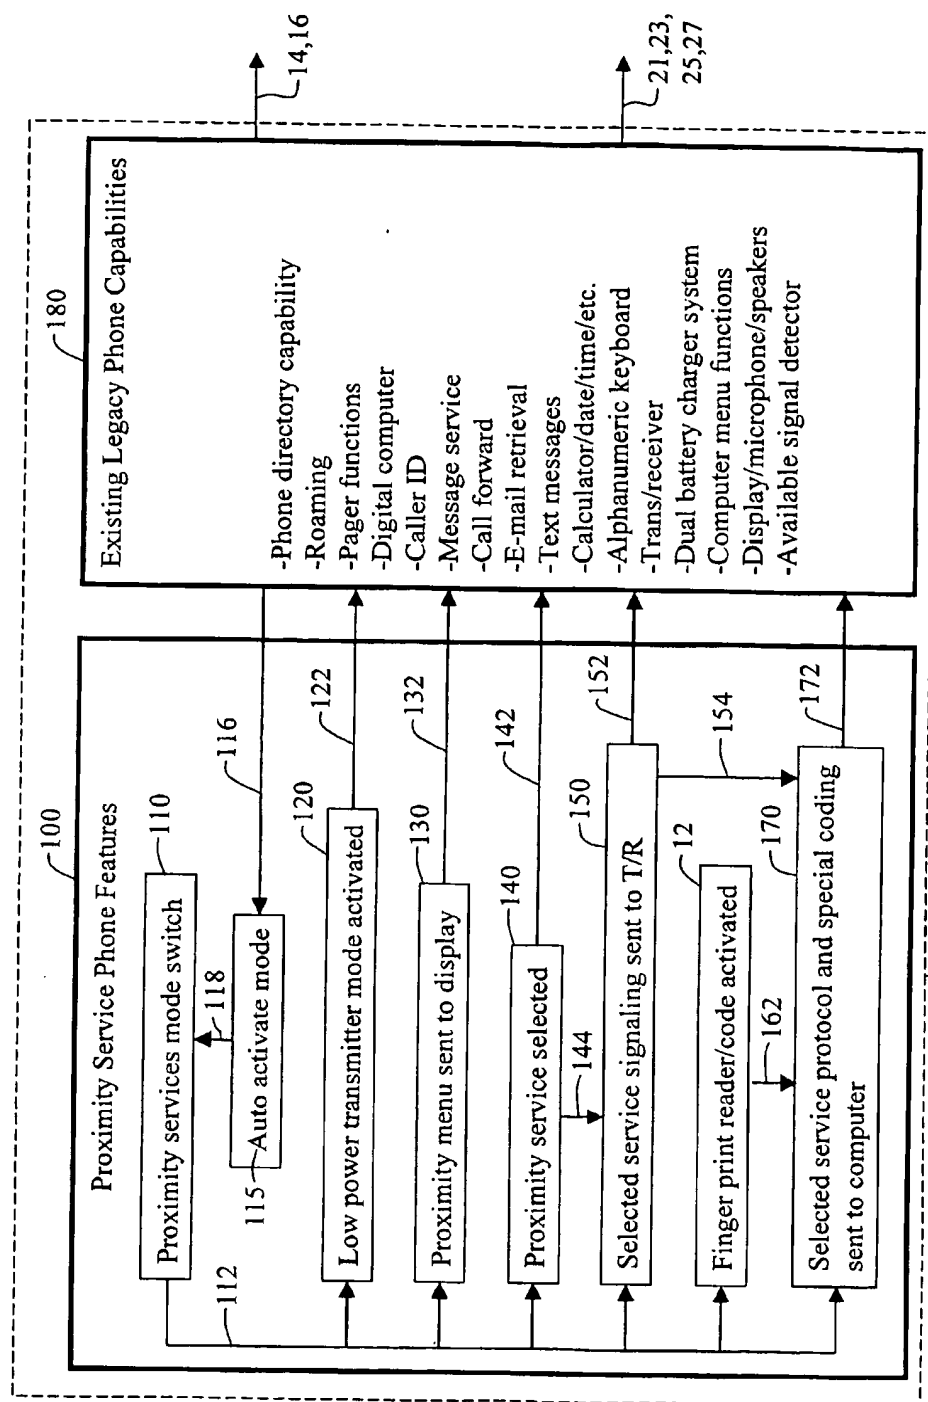 100
Proximity Service Phone Features
110
Proximity services mode switch
112
118
116
115
Auto activate mode
120
Low power transmitter mode activated
122
130
Proximity menu sent to display
132
140
Proximity service selected
142
144
150
Selected service signaling sent to T/R
152
154
12
Finger print reader/code activated
162
170
Selected service protocol and special coding
sent to computer
172
180
Existing Legacy Phone Capabilities
-Phone directory capability
-Roaming
-Pager functions
-Digital computer
-Caller ID
-Message service
-Call forward
-E-mail retrieval
-Text messages
-Calculator/date/time/etc.
-Alphanumeric keyboard
-Trans/receiver
-Dual battery charger system
-Computer menu functions
-Display/microphone/speakers
-Available signal detector
14,16
21,23,
25,27